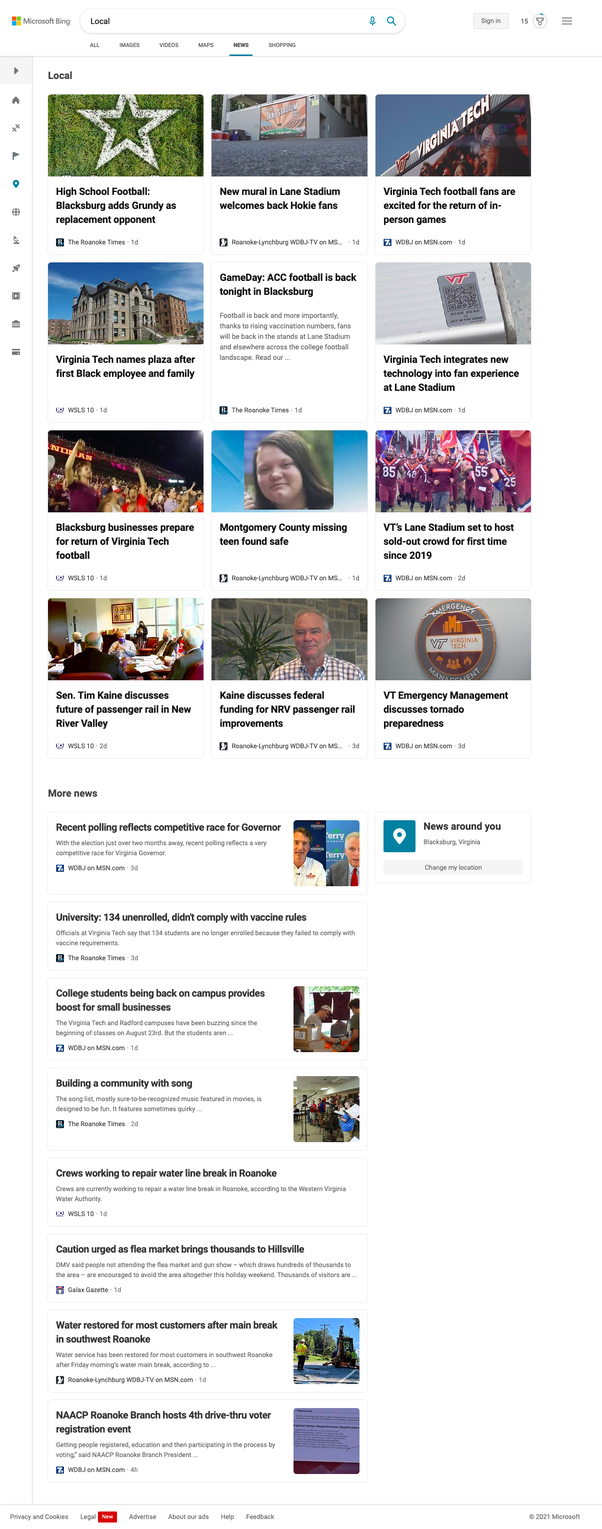 Microsoft Bing
Local
Sign in
15
ALL IMAGES VIDEOS MAPS NEWS SHOPPING
Local
High School Football:
Blacksburg adds Grundy as
replacement opponent
The Roanoke Times · 1d
New mural in Lane Stadium
welcomes back Hokie fans
Roanoke-Lynchburg WDBJ-TV on MS... · 1d
VIRGINIA TECH
Virginia Tech football fans are
excited for the return of in-
person games
WDBJ on MSN.com · 1d
Virginia Tech names plaza after
first Black employee and family
WSLS 10 · 1d
GameDay: ACC football is back
tonight in Blacksburg
Football is back and more importantly,
thanks to rising vaccination numbers, fans
will be back in the stands at Lane Stadium
and elsewhere across the college football
landscape. Read our ...
The Roanoke Times · 1d
VT
Virginia Tech integrates new
technology into fan experience
at Lane Stadium
WDBJ on MSN.com · 1d
Blacksburg businesses prepare
for return of Virginia Tech
football
WSLS 10 · 1d
Montgomery County missing
teen found safe
Roanoke-Lynchburg WDBJ-TV on MS... · 1d
85
55
25
VT's Lane Stadium set to host
sold-out crowd for first time
since 2019
WDBJ on MSN.com · 2d
Sen. Tim Kaine discusses
future of passenger rail in New
River Valley
WSLS 10 · 2d
Kaine discusses federal
funding for NRV passenger rail
improvements
Roanoke-Lynchburg WDBJ-TV on MS... · 3d
EMERGENCY
VT VIRGINIA TECH
MANAGEMENT
VT Emergency Management
discusses tornado
preparedness
WDBJ on MSN.com · 3d
More news
Recent polling reflects competitive race for Governor
With the election just over two months away, recent polling reflects a very
competitive race for Virginia Governor.
WDBJ on MSN.com · 3d
Terry
News around you
Blacksburg, Virginia
Change my location
University: 134 unenrolled, didn't comply with vaccine rules
Officials at Virginia Tech say that 134 students are no longer enrolled because they failed to comply with
vaccine requirements.
The Roanoke Times · 3d
College students being back on campus provides
boost for small businesses
The Virginia Tech and Radford campuses have been buzzing since the
beginning of classes on August 23rd. But the students aren ...
WDBJ on MSN.com · 1d
Building a community with song
The song list, mostly sure-to-be-recognized music featured in movies, is
designed to be fun. It features sometimes quirky ...
The Roanoke Times · 2d
Crews working to repair water line break in Roanoke
Crews are currently working to repair a water line break in Roanoke, according to the Western Virginia
Water Authority.
WSLS 10 · 1d
Caution urged as flea market brings thousands to Hillsville
DMV said people not attending the flea market and gun show – which draws hundreds of thousands to
the area – are encouraged to avoid the area altogether this holiday weekend. Thousands of visitors are ...
Galax Gazette · 1d
Water restored for most customers after main break
in southwest Roanoke
Water service has been restored for most customers in southwest Roanoke
after Friday morning's water main break, according to ...
Roanoke-Lynchburg WDBJ-TV on MSN.com · 1d
NAACP Roanoke Branch hosts 4th drive-thru voter
registration event
Getting people registered, education and then participating in the process by
voting," said NAACP Roanoke Branch President ...
WDBJ on MSN.com · 4h
Privacy and Cookies Legal New Advertise About our ads Help Feedback © 2021 Microsoft